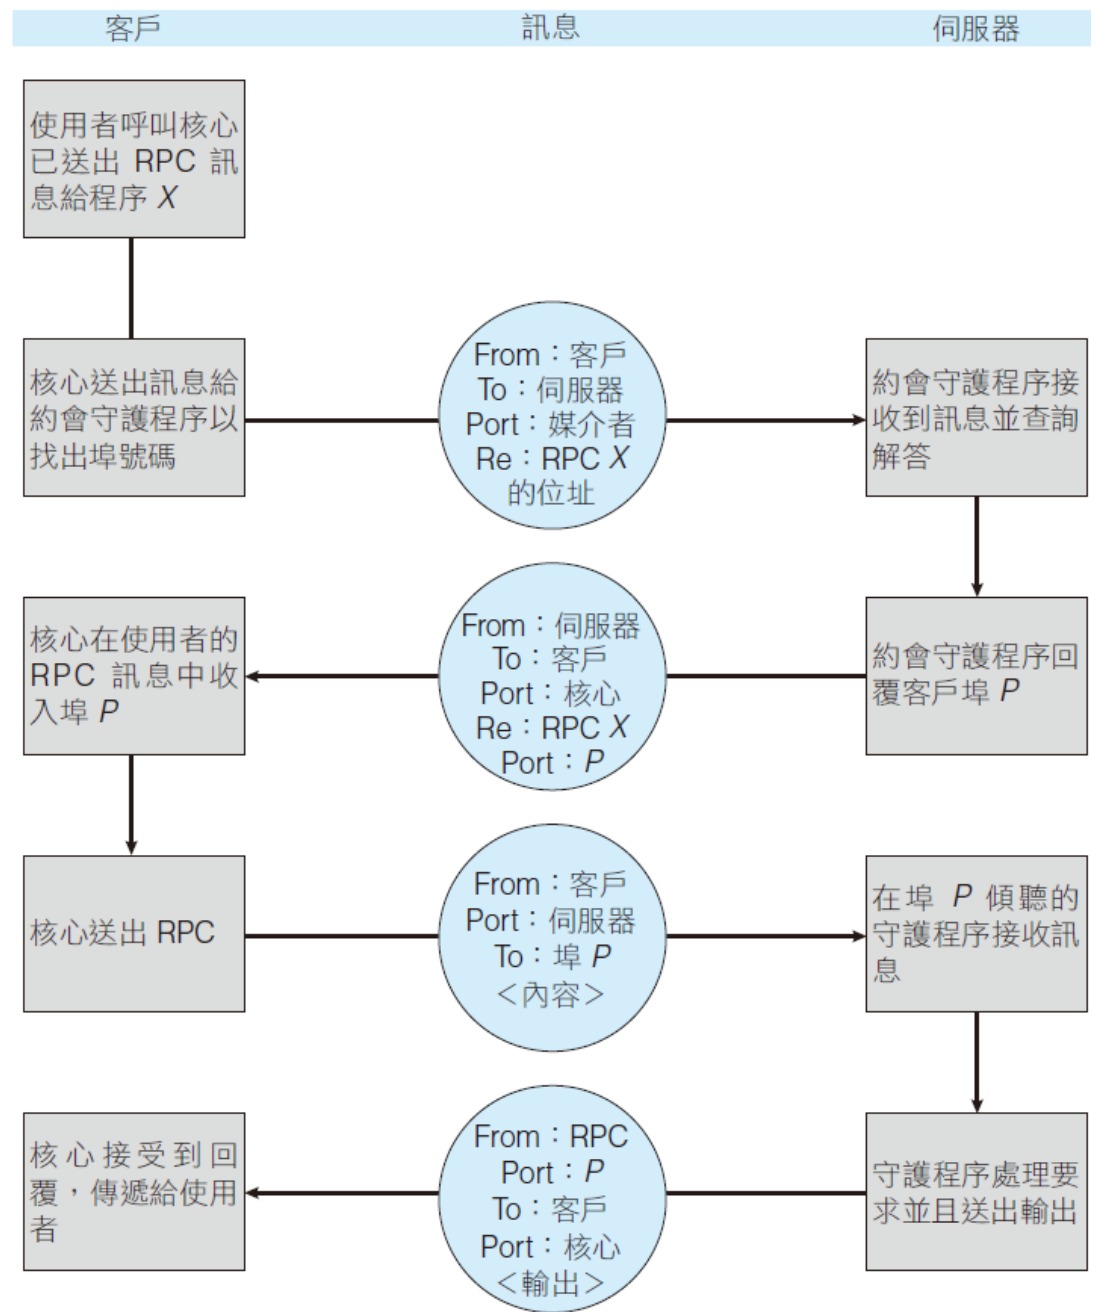 客戶
訊息
伺服器
使用者呼叫核心
已送出 RPC 訊
息給程序 X
核心送出訊息給
約會守護程序以
找出埠號碼
From：客戶
To：伺服器
Port：媒介者
Re：RPC X
的位址
約會守護程序接
收到訊息並查詢
解答
核心在使用者的
RPC 訊息中收
入埠 P
From：伺服器
To：客戶
Port：核心
Re：RPC X
Port：P
約會守護程序回
覆客戶埠 P
核心送出 RPC
From：客戶
Port：伺服器
To：埠 P
＜內容＞
在埠 P 傾聽的
守護程序接收訊
息
核心接受到回
覆，傳遞給使用
者
From：RPC
Port：P
To：客戶
Port：核心
＜輸出＞
守護程序處理要
求並且送出輸出